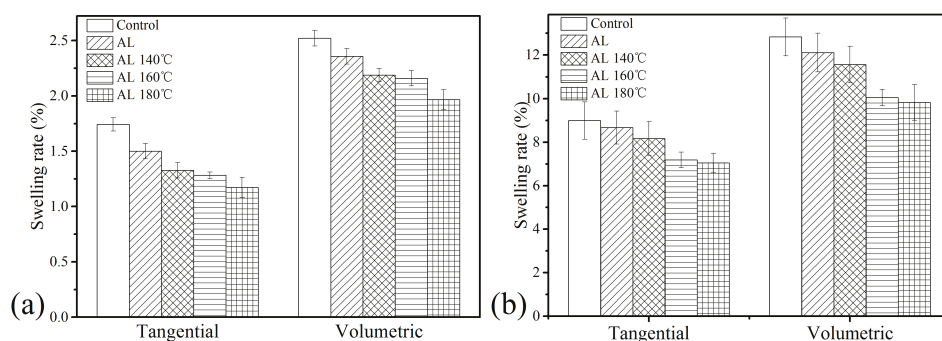 (a)
Control
AL
AL 140℃
AL 160℃
AL 180℃
Swelling rate (%)
2.5
2.0
1.5
1.0
0.5
0.0
Tangential
Volumetric
(b)
Control
AL
AL 140℃
AL 160℃
AL 180℃
Swelling rate (%)
12
10
8
6
4
2
0
Tangential
Volumetric